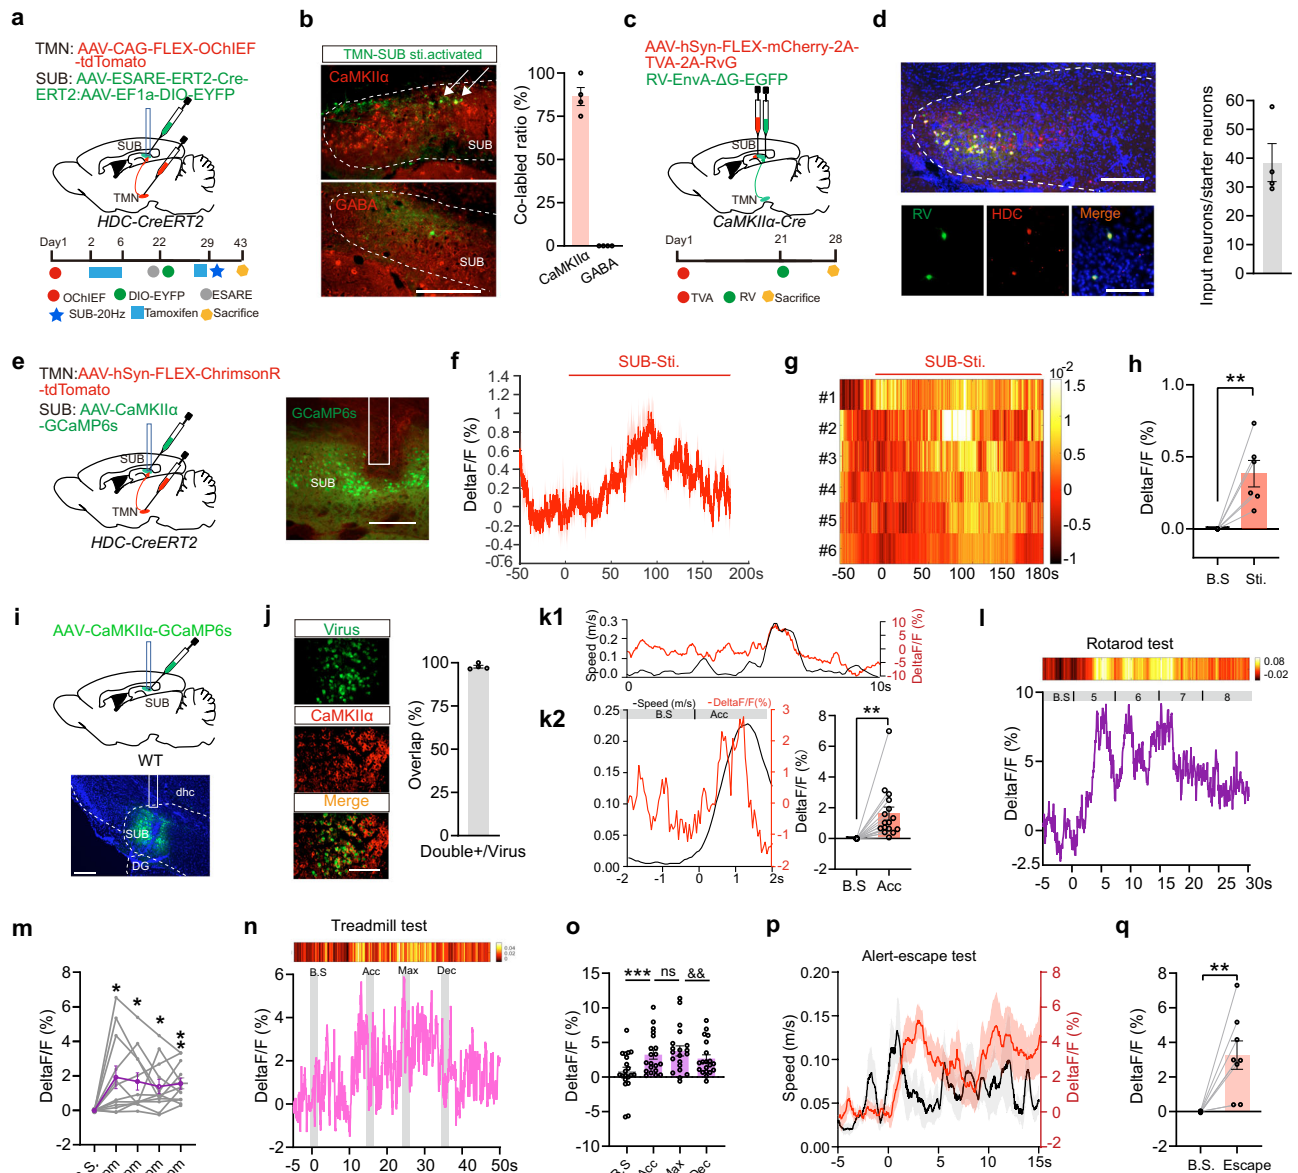 a
TMN: AAV-CAG-FLEX-OChIEF
-tdTomato
SUB: AAV-ESARE-ERT2-Cre-
ERT2:AAV-EF1a-DIO-EYFP
SUB
TMN
HDC-CreERT2
Day1 2 6 22 29 43
OChIEF DIO-EYFP ESARE
SUB-20Hz Tamoxifen Sacrifice
b
TMN-SUB sti.activated
CaMKIIα
SUB
GABA
SUB
Co-labled ratio (%)
100
75
50
25
0
CaMKIIα
GABA
c
AAV-hSyn-FLEX-mCherry-2A-
TVA-2A-RvG
RV-EnvA-ΔG-EGFP
SUB
TMN
CaMKIIα-Cre
Day1 21 28
TVA RV Sacrifice
d
RV HDC Merge
Input neurons/starter neurons
60
50
40
30
20
10
0
e
TMN:AAV-hSyn-FLEX-ChrimsonR
-tdTomato
SUB: AAV-CaMKIIα
-GCaMP6s
SUB
TMN
HDC-CreERT2
GCaMP6s
SUB
f
SUB-Sti.
DeltaF/F (%)
1.4
1.2
1
0.8
0.6
0.4
0.2
0
-0.2
-0.4
-0.6
-50 0 50 100 150 200s
g
SUB-Sti.
10-2
#1
#2
#3
#4
#5
#6
1.5
1
0.5
0
-0.5
-1
-50 0 50 100 150 180s
h
**
DeltaF/F (%)
1.0
0.5
0.0
B.S Sti.
i
AAV-CaMKIIα-GCaMP6s
SUB
WT
dhc
SUB
DG
j
Virus
CaMKIIα
Merge
Overlap (%)
100
75
50
25
0
Double+/Virus
k1
Speed (m/s)
0.3
0.2
0.1
0
0 10s
10
5
0
-5
-10
DeltaF/F (%)
k2
-Speed (m/s) -DeltaF/F(%)
B.S Acc
0.25
0.20
0.15
0.10
0.05
0.00
3
2
1
0
-1
-2
-2 -1 0 1 2s
**
DeltaF/F (%)
8
6
4
2
0
-2
B.S Acc
l
Rotarod test
0.08
-0.02
B.S 5 6 7 8
DeltaF/F (%)
10
5
0
-2.5
-5 0 5 10 15 20 25 30s
m
DeltaF/F (%)
8
6
4
2
0
-2
* * * **
n
Treadmill test
0.04
0.02
0
B.S Acc Max Dec
DeltaF/F (%)
6
4
2
0
-2
0 10 20 30 40 50s
o
*** ns &&
DeltaF/F (%)
15
10
5
0
-5
-10
B.S Acc Max Dec
p
Alert-escape test
Speed (m/s)
0.20
0.15
0.10
0.05
0.00
8
6
4
2
0
-2
DeltaF/F (%)
-5 0 5 10 15s
q
**
DeltaF/F (%)
8
6
4
2
0
-2
B.S. Escape